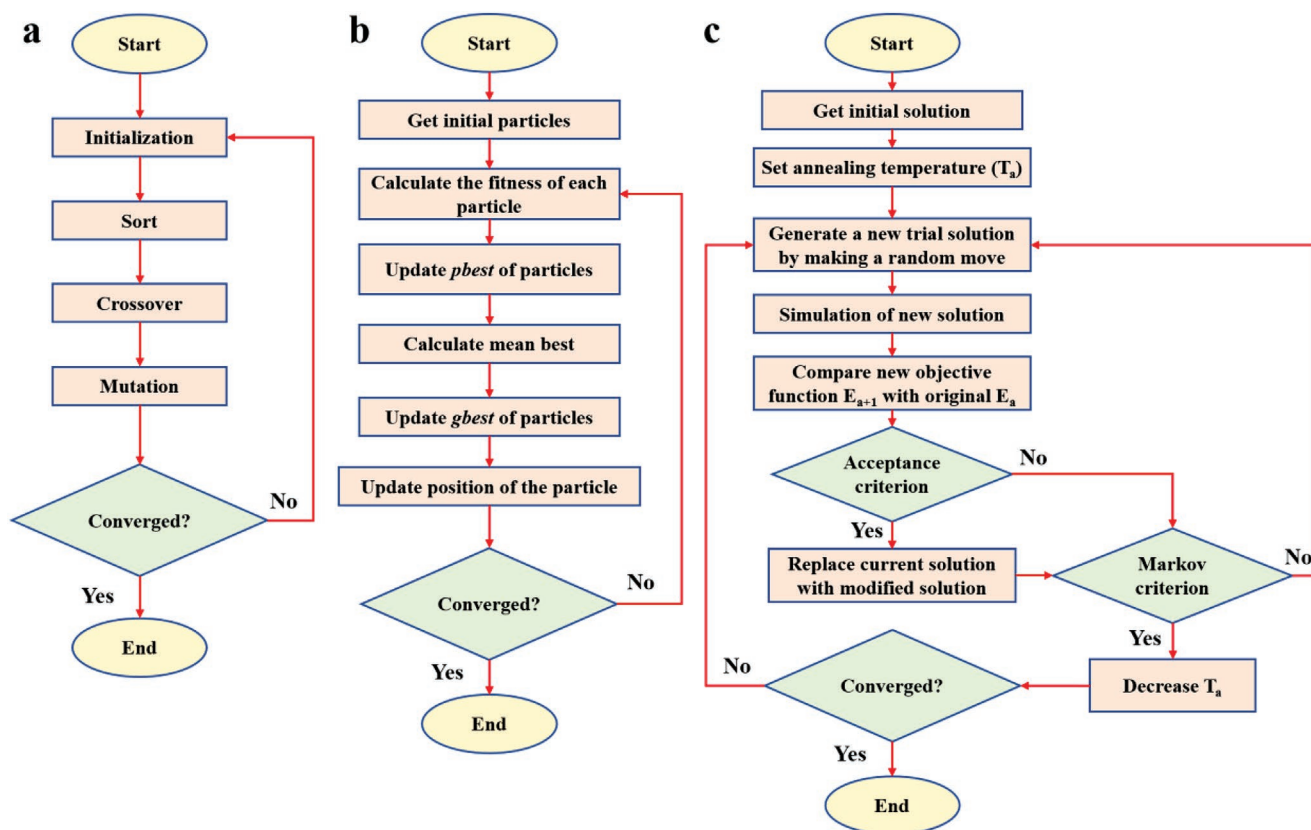 a
Start
Initialization
Sort
Crossover
Mutation
Converged?
No
Yes
End
b
Start
Get initial particles
Calculate the fitness of each
particle
Update pbest of particles
Calculate mean best
Update gbest of particles
Update position of the particle
Converged?
No
Yes
End
c
Start
Get initial solution
Set annealing temperature (Ta)
Generate a new trial solution
by making a random move
Simulation of new solution
Compare new objective
function Ea+1 with original Ea
Acceptance
criterion
No
Yes
Replace current solution
with modified solution
Markov
criterion
No
Yes
Decrease Ta
Converged?
No
Yes
End